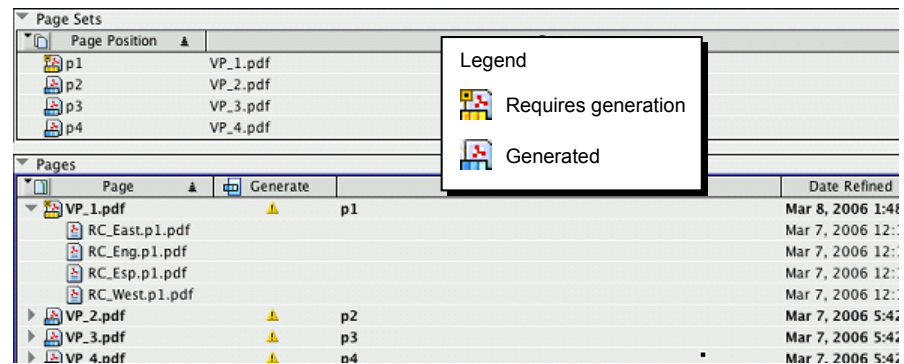 Page Sets
Page Position
p1 VP_1.pdf
p2 VP_2.pdf
p3 VP_3.pdf
p4 VP_4.pdf
Legend
Requires generation
Generated
Pages
Page Generate Date Refined
VP_1.pdf p1 Mar 8, 2006 1:48
RC_East.p1.pdf Mar 7, 2006 12:
RC_Eng.p1.pdf Mar 7, 2006 12:
RC_Esp.p1.pdf Mar 7, 2006 12:
RC_West.p1.pdf Mar 7, 2006 12:
VP_2.pdf p2 Mar 7, 2006 5:42
VP_3.pdf p3 Mar 7, 2006 5:42
VP_4.pdf p4 Mar 7, 2006 5:42